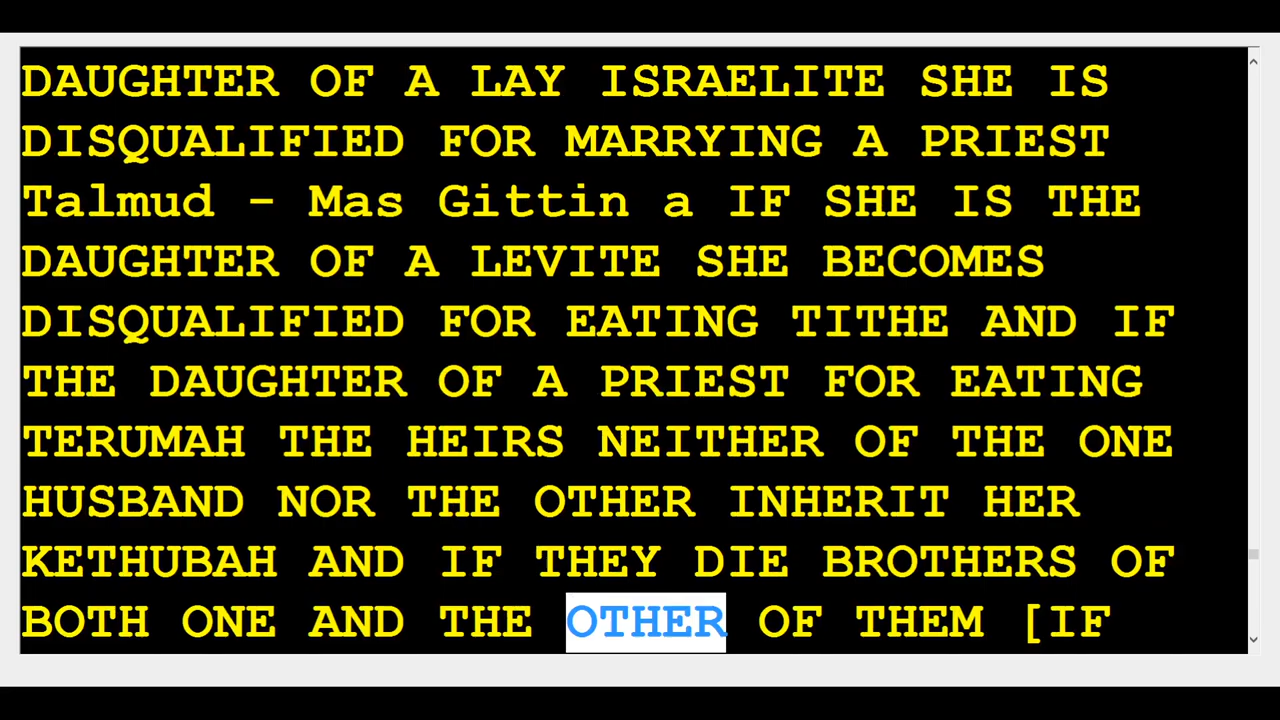 DAUGHTER OF A LAY ISRAELITE SHE IS
DISQUALIFIED FOR MARRYING A PRIEST
Talmud - Mas Gittin a IF SHE IS THE
DAUGHTER OF A LEVITE SHE BECOMES
DISQUALIFIED FOR EATING TITHE AND IF
THE DAUGHTER OF A PRIEST FOR EATING
TERUMAH THE HEIRS NEITHER OF THE ONE
HUSBAND NOR THE OTHER INHERIT HER
KETHUBAH AND IF THEY DIE BROTHERS OF
BOTH ONE AND THE OTHER OF THEM [IF